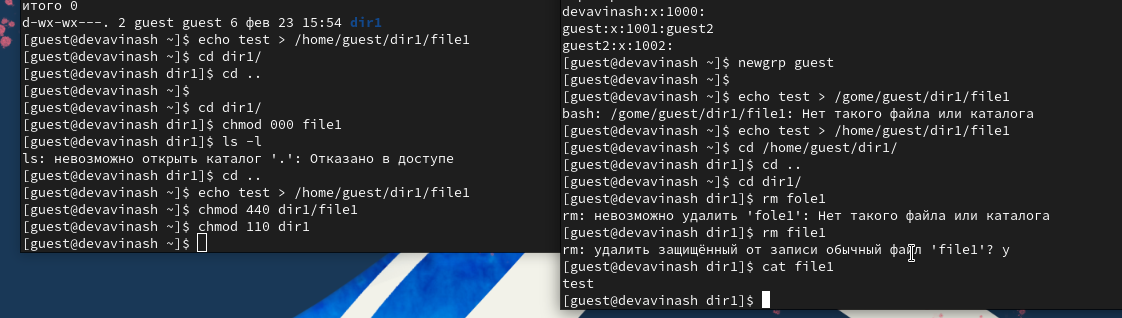 итого 0
d-wx-wx---. 2 guest guest 6 фев 23 15:54 dir1
[guest@devavinash ~]$ echo test > /home/guest/dir1/file1
[guest@devavinash ~]$ cd dir1/
[guest@devavinash dir1]$ cd ..
[guest@devavinash ~]$
[guest@devavinash ~]$ cd dir1/
[guest@devavinash dir1]$ chmod 000 file1
[guest@devavinash dir1]$ ls -l
ls: невозможно открыть каталог '.': Отказано в доступе
[guest@devavinash dir1]$ cd ..
[guest@devavinash ~]$ echo test > /home/guest/dir1/file1
[guest@devavinash ~]$ chmod 440 dir1/file1
[guest@devavinash ~]$ chmod 110 dir1
[guest@devavinash ~]$
devavinash:x:1000:
guest:x:1001:guest2
guest2:x:1002:
[guest@devavinash ~]$ newgrp guest
[guest@devavinash ~]$
[guest@devavinash ~]$ echo test > /gome/guest/dir1/file1
bash: /gome/guest/dir1/file1: Нет такого файла или каталога
[guest@devavinash ~]$ echo test > /home/guest/dir1/file1
[guest@devavinash ~]$ cd /home/guest/dir1/
[guest@devavinash dir1]$ cd ..
[guest@devavinash ~]$ cd dir1/
[guest@devavinash dir1]$ rm fole1
rm: невозможно удалить 'fole1': Нет такого файла или каталога
[guest@devavinash dir1]$ rm file1
rm: удалить защищённый от записи обычный файл 'file1'? y
[guest@devavinash dir1]$ cat file1
test
[guest@devavinash dir1]$